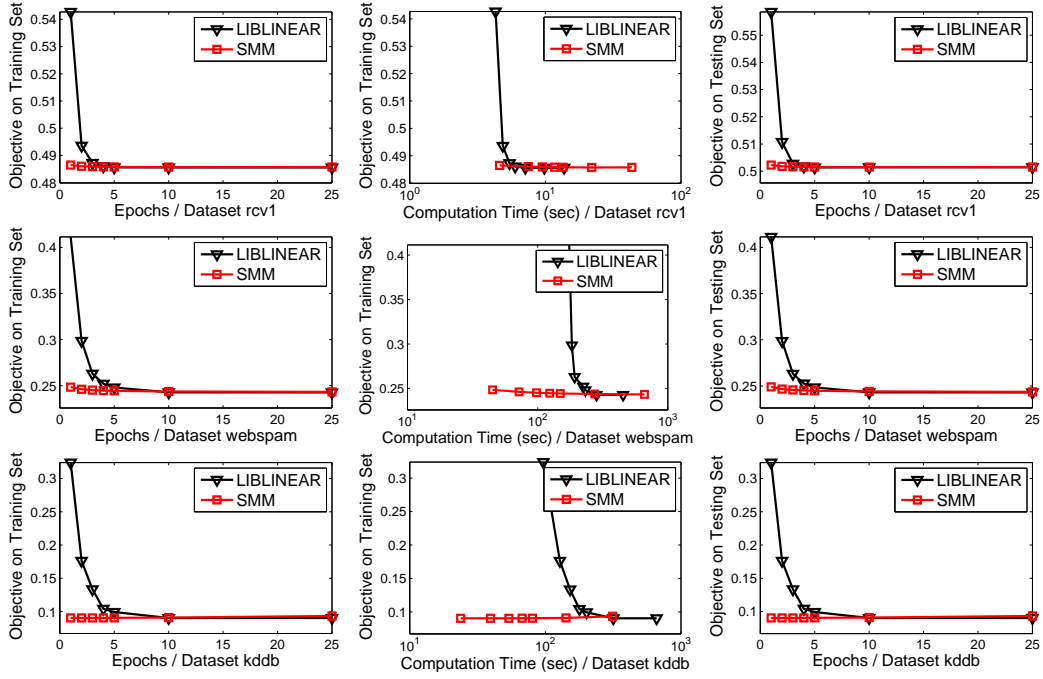 0.54
0.53
0.52
0.51
0.5
0.49
0.48
0 5 10 15 20 25
Objective on Training Set
Epochs / Dataset rcv1
LIBLINEAR
SMM
0.54
0.53
0.52
0.51
0.5
0.49
0.48
10^0 10^1 10^2
Objective on Training Set
Computation Time (sec) / Dataset rcv1
LIBLINEAR
SMM
0.55
0.54
0.53
0.52
0.51
0.5
0 5 10 15 20 25
Objective on Testing Set
Epochs / Dataset rcv1
LIBLINEAR
SMM
0.4
0.35
0.3
0.25
0 5 10 15 20 25
Objective on Training Set
Epochs / Dataset webspam
LIBLINEAR
SMM
0.4
0.35
0.3
0.25
10^1 10^2 10^3
Objective on Training Set
Computation Time (sec) / Dataset webspam
LIBLINEAR
SMM
0.4
0.35
0.3
0.25
0 5 10 15 20 25
Objective on Testing Set
Epochs / Dataset webspam
LIBLINEAR
SMM
0.3
0.25
0.2
0.15
0.1
0 5 10 15 20 25
Objective on Training Set
Epochs / Dataset kddb
LIBLINEAR
SMM
0.3
0.25
0.2
0.15
0.1
10^1 10^2 10^3
Objective on Training Set
Computation Time (sec) / Dataset kddb
LIBLINEAR
SMM
0.3
0.25
0.2
0.15
0.1
0 5 10 15 20 25
Objective on Testing Set
Epochs / Dataset kddb
LIBLINEAR
SMM